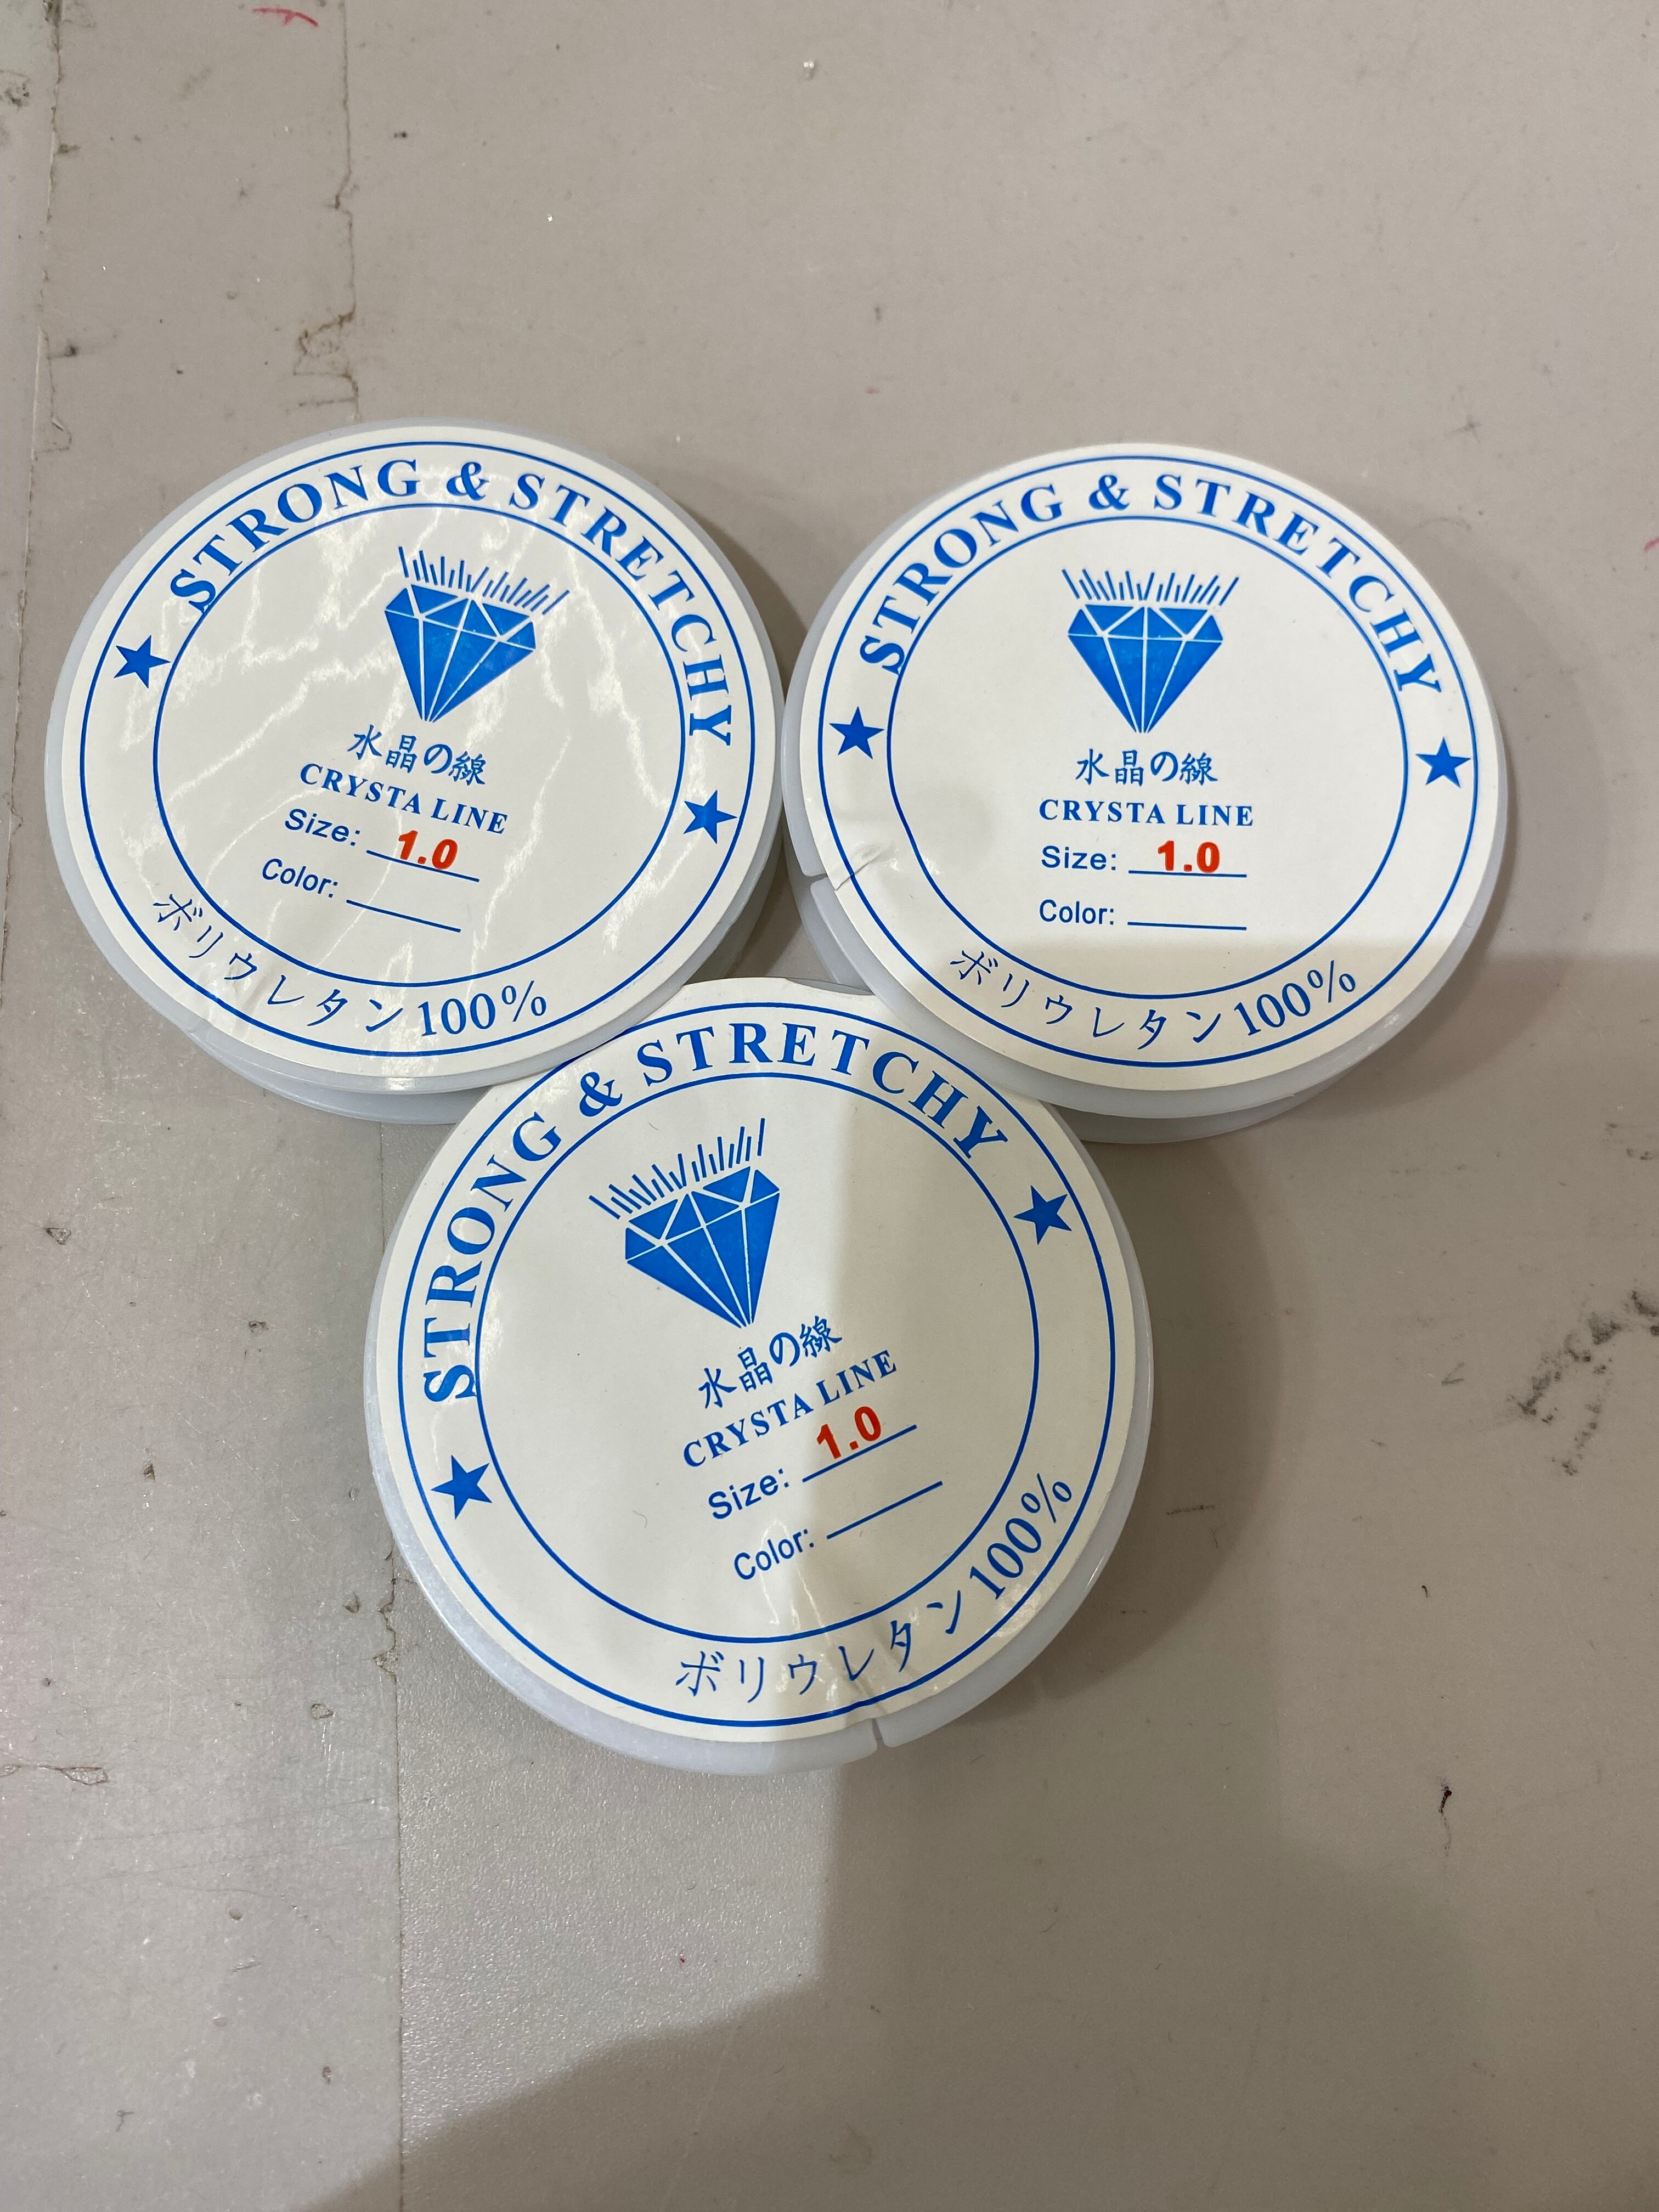 STRONG & STRETCHY
水晶の線
CRYSTA LINE
Size: 1.0
Color:
ボリウレタン100%
STRONG & STRETCHY
水晶の線
CRYSTA LINE
Size: 1.0
Color:
ボリウレタン100%
STRONG & STRETCHY
水晶の線
CRYSTA LINE
Size: 1.0
Color:
ボリウレタン100%